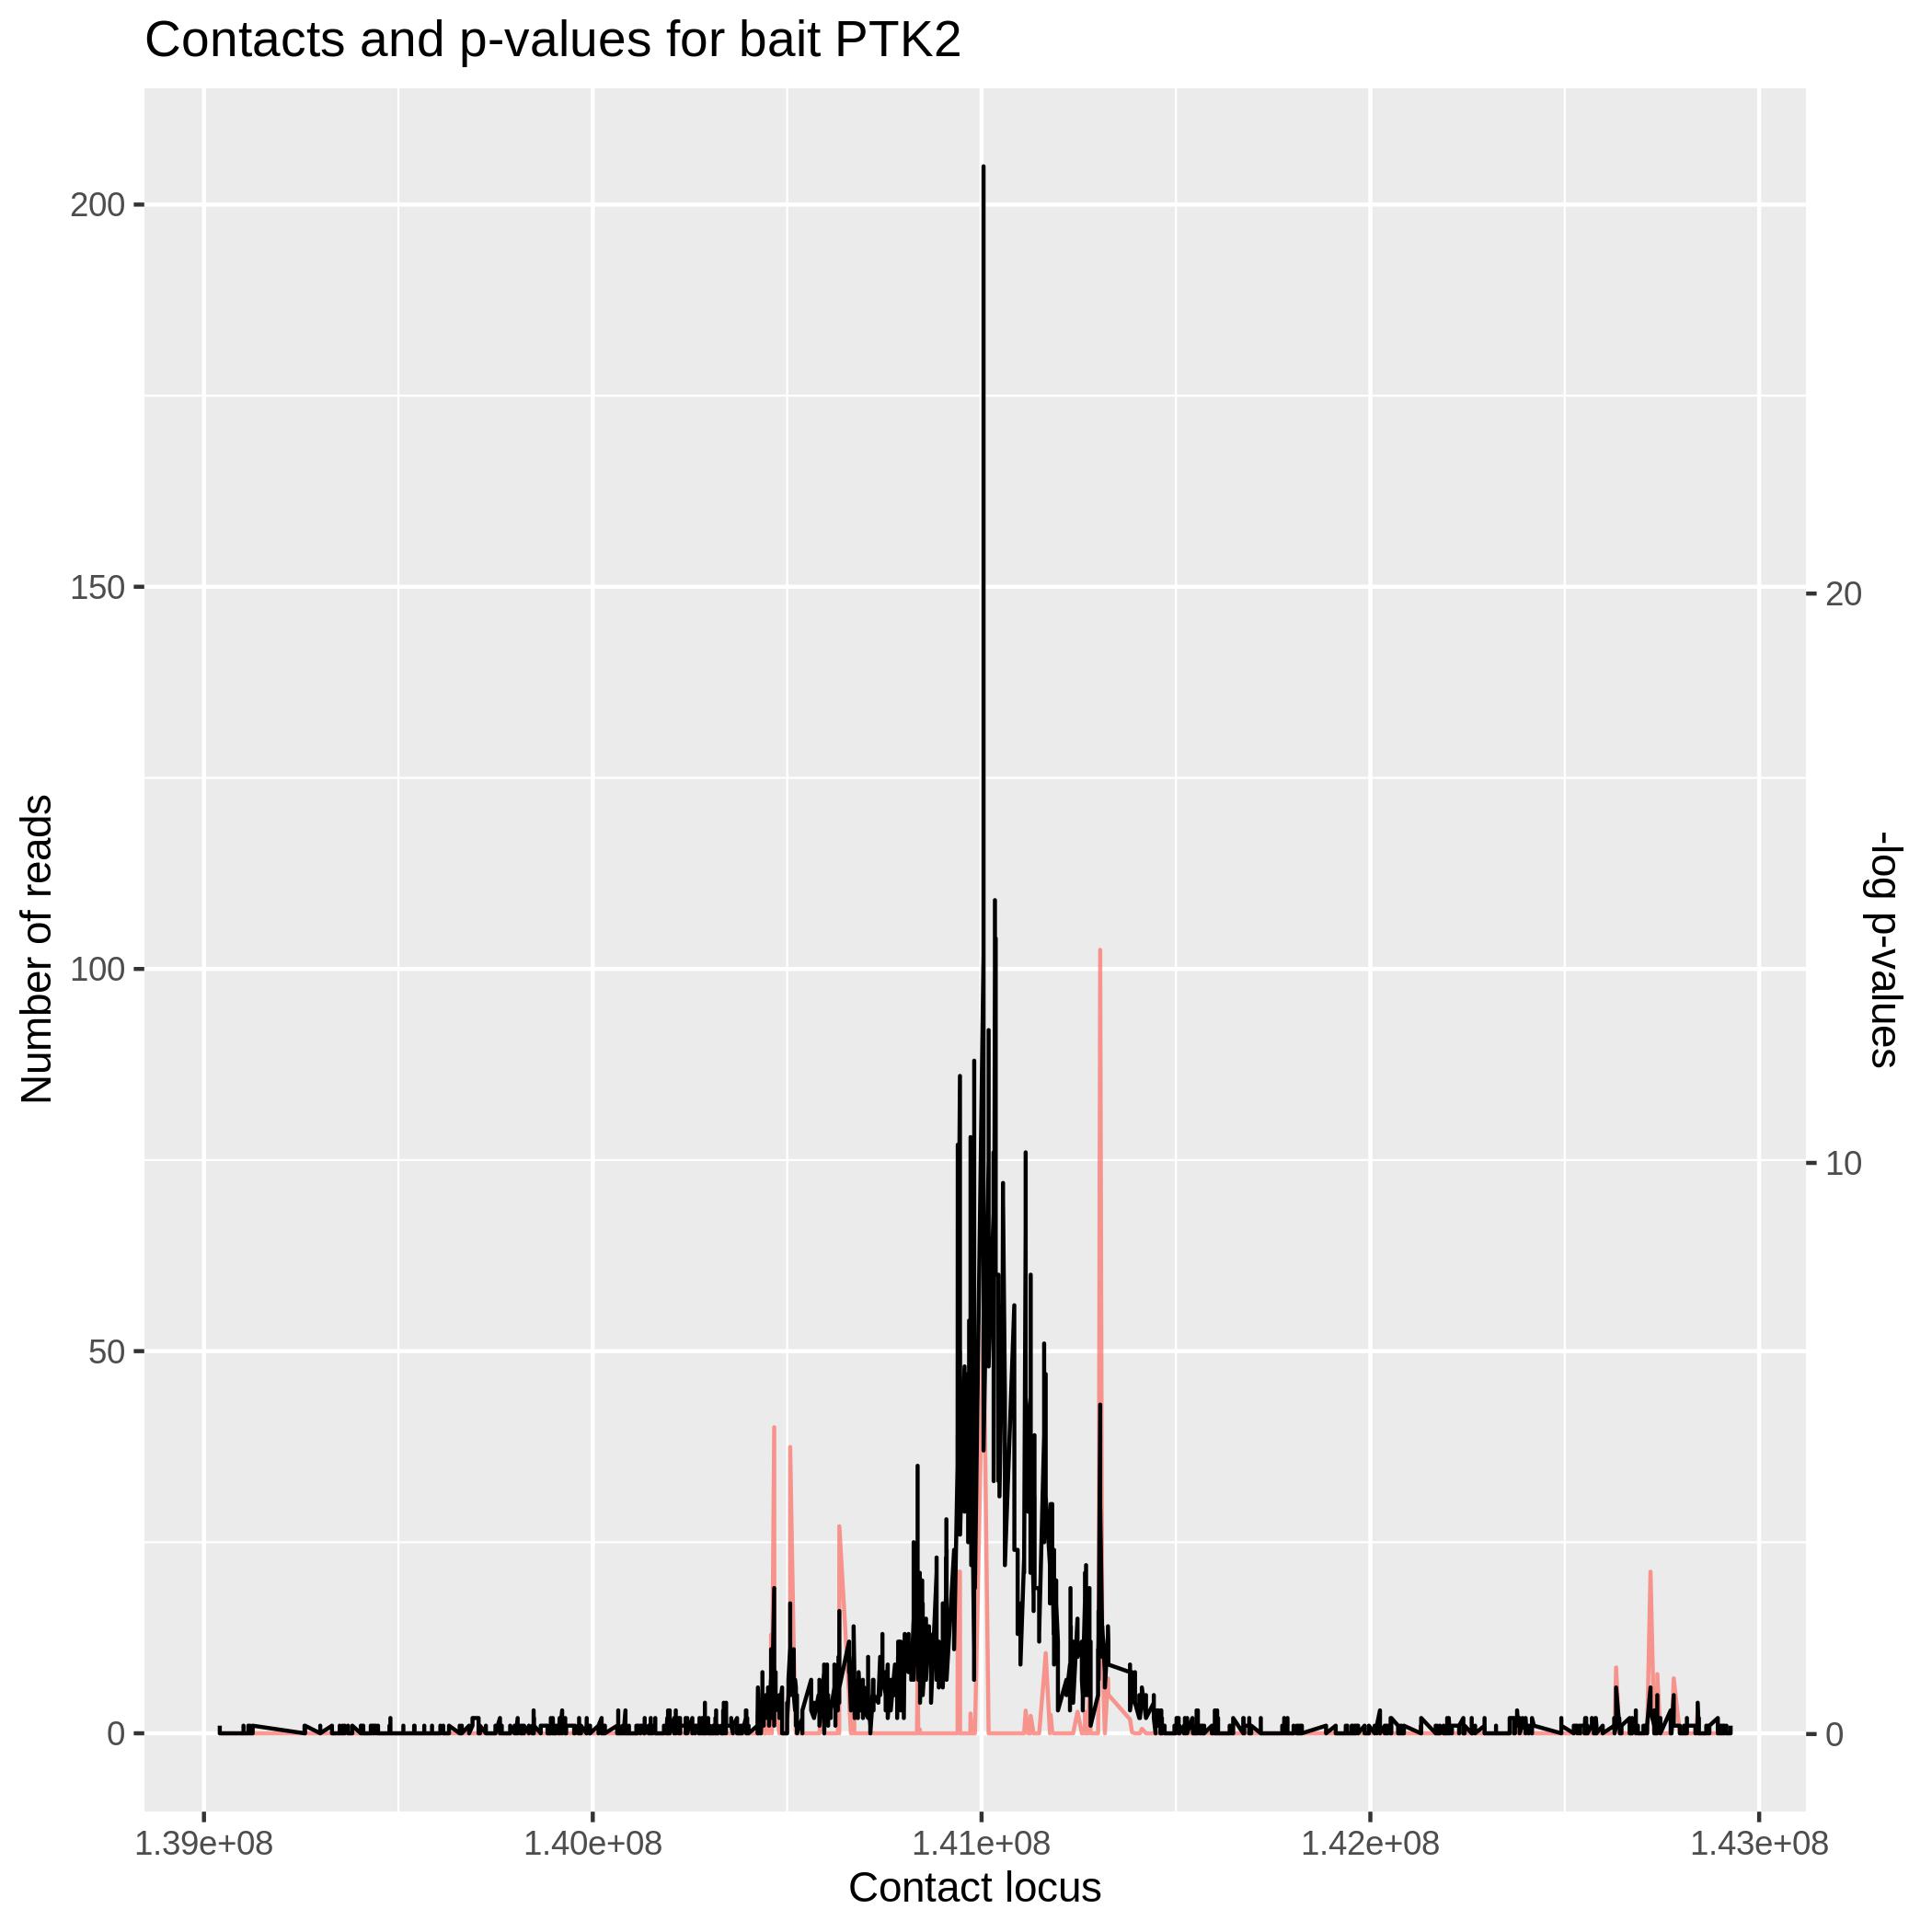 Contacts and p-values for bait PTK2
200
150
100
50
0
Number of reads
20
10
0
-log p-values
1.39e+08
1.40e+08
1.41e+08
1.42e+08
1.43e+08
Contact locus